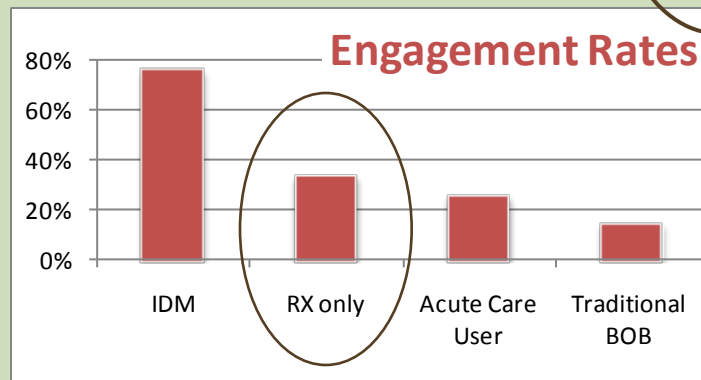 Engagement Rates
80%
60%
40%
20%
0%
IDM
RX only
Acute Care
User
Traditional
BOB